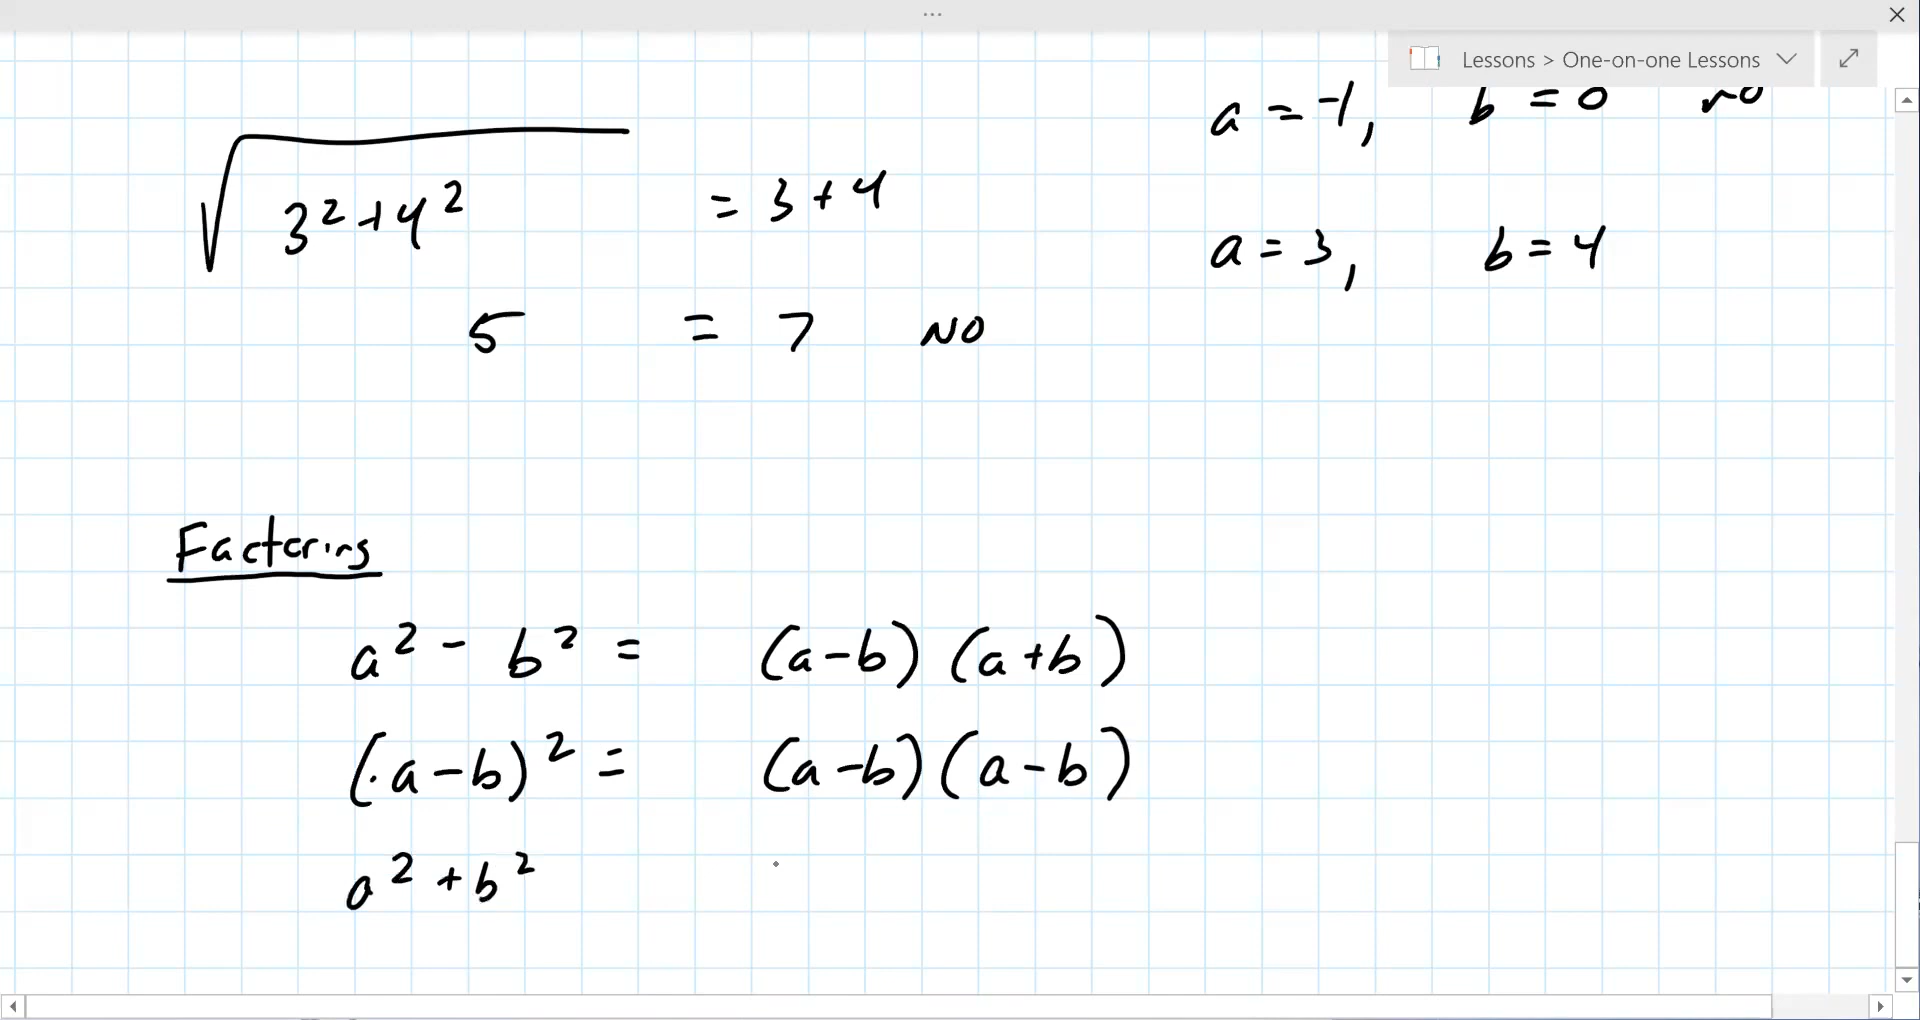 ...
Lessons > One-on-one Lessons
a = -1, b = 0 no
√(3² + 4²) = 3 + 4
a = 3, b = 4
5 = 7 NO
Factoring
a² - b² = (a - b) (a + b)
(a - b)² = (a - b) (a - b)
a² + b²